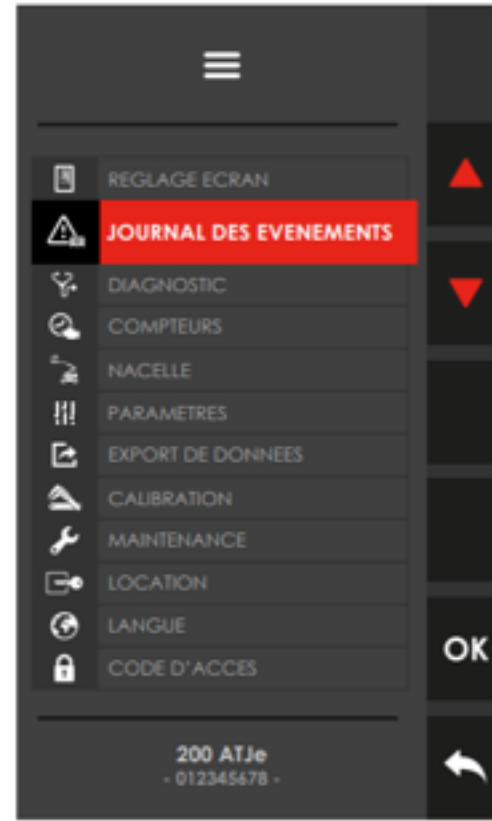 REGLAGE ECRAN
JOURNAL DES EVENEMENTS
DIAGNOSTIC
COMPTEURS
NACELLE
PARAMETRES
EXPORT DE DONNEES
CALIBRATION
MAINTENANCE
LOCATION
LANGUE
CODE D'ACCES
OK
200 ATJe
- 012345678 -